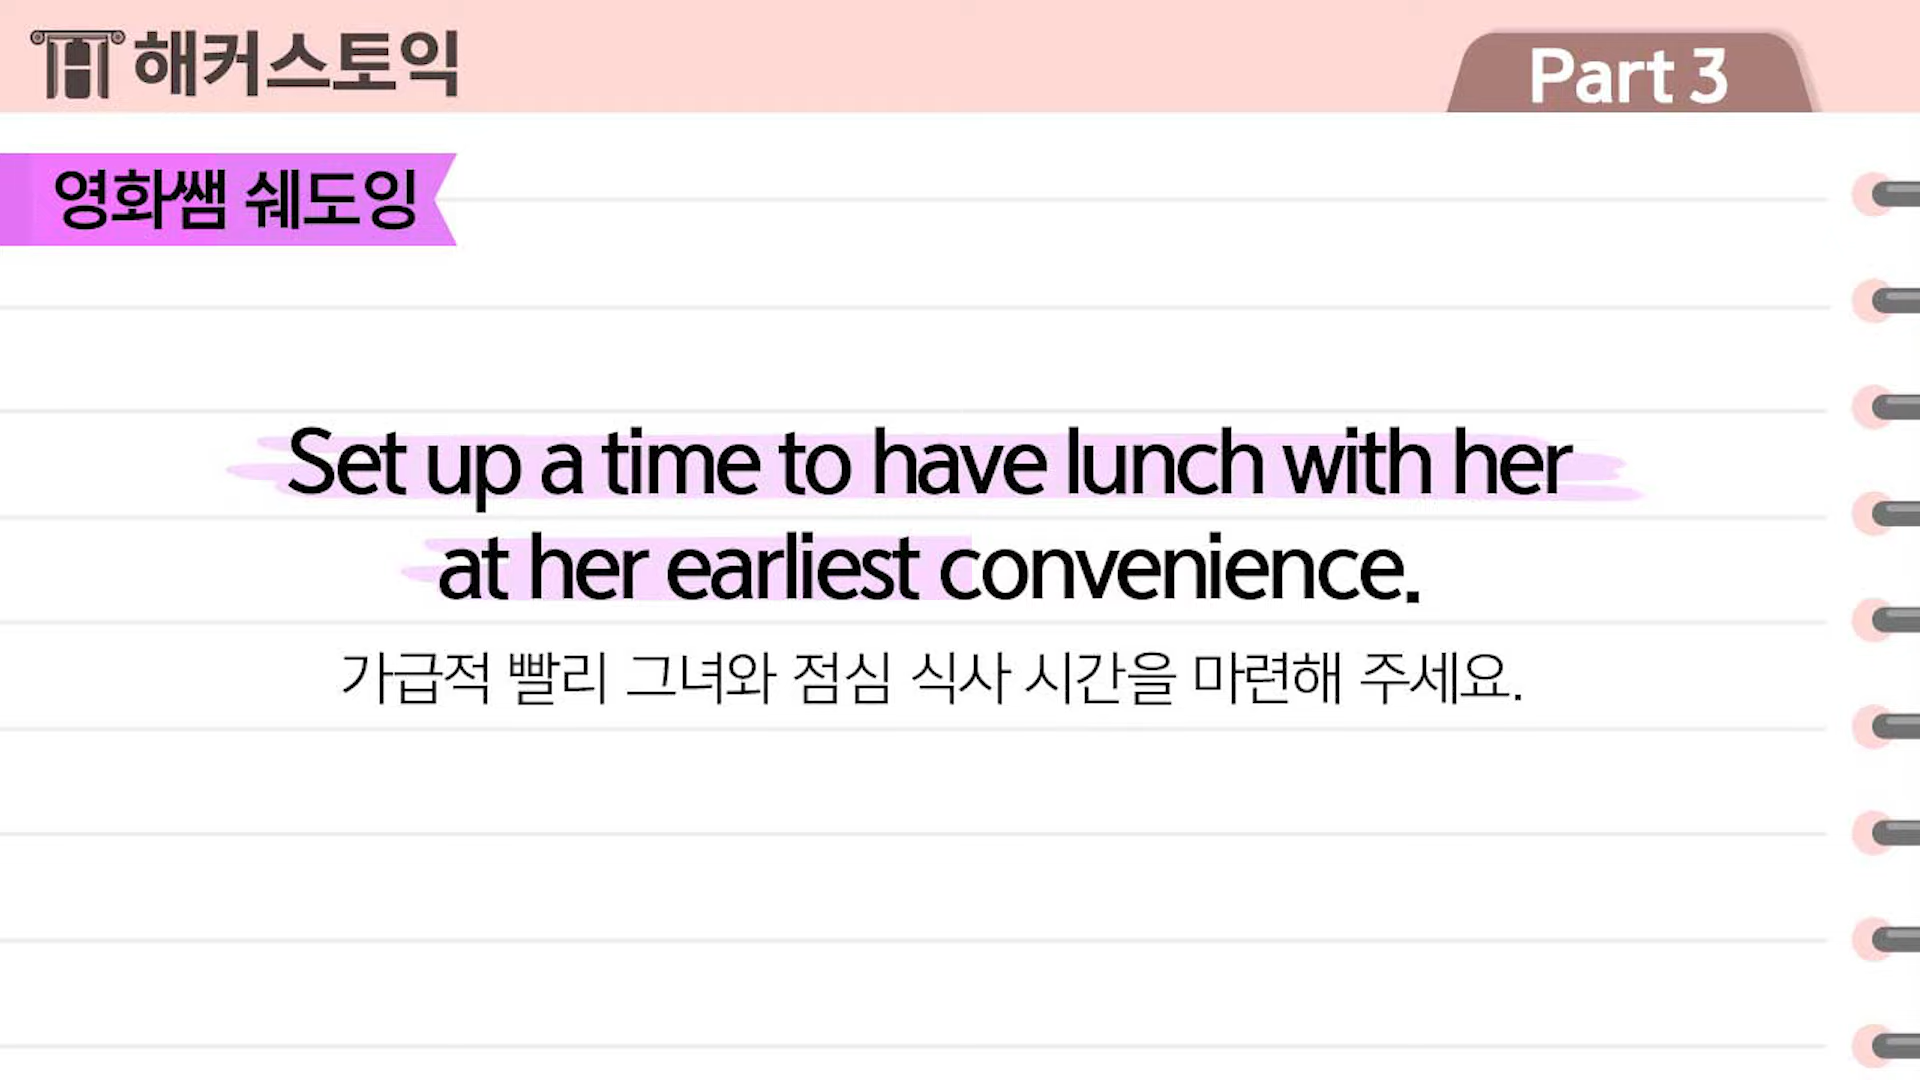 해커스토익
Part 3
영화쌤 쉐도잉
Set up a time to have lunch with her
at her earliest convenience.
가급적 빨리 그녀와 점심 식사 시간을 마련해 주세요.